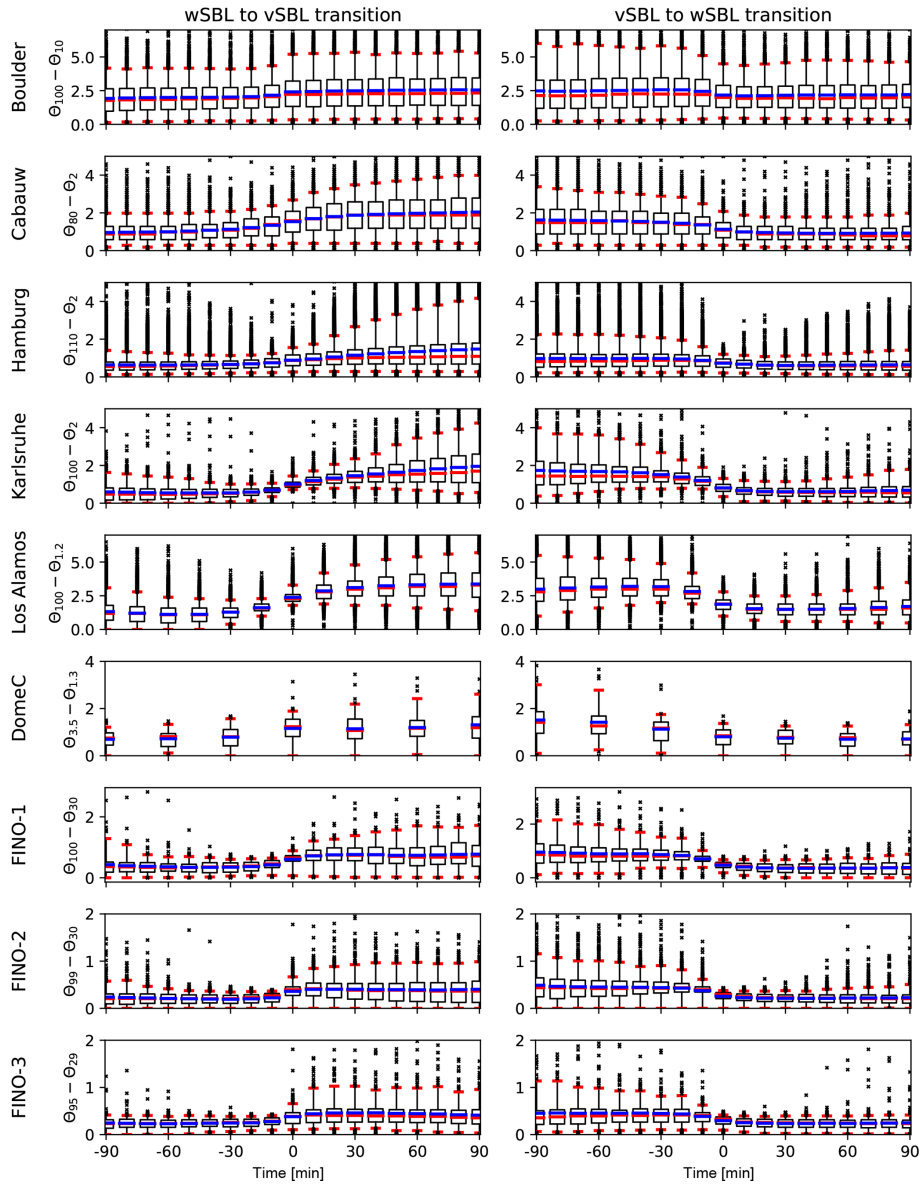 wSBL to vSBL transition
vSBL to wSBL transition
Boulder
Θ100 − Θ10
5.0
2.5
0.0
Cabauw
Θ80 − Θ2
4
2
0
Hamburg
Θ110 − Θ2
4
2
0
Karlsruhe
Θ100 − Θ2
4
2
0
Los Alamos
Θ100 − Θ1.2
5.0
2.5
0.0
DomeC
Θ3.5 − Θ1.3
4
2
0
FINO-1
Θ100 − Θ30
2
0
FINO-2
Θ99 − Θ30
2
1
0
FINO-3
Θ95 − Θ29
2
1
0
5.0
2.5
0.0
4
2
0
4
2
0
4
2
0
5.0
2.5
0.0
4
2
0
2
0
2
1
0
2
1
0
-90 -60 -30 0 30 60 90
Time [min]
-90 -60 -30 0 30 60 90
Time [min]